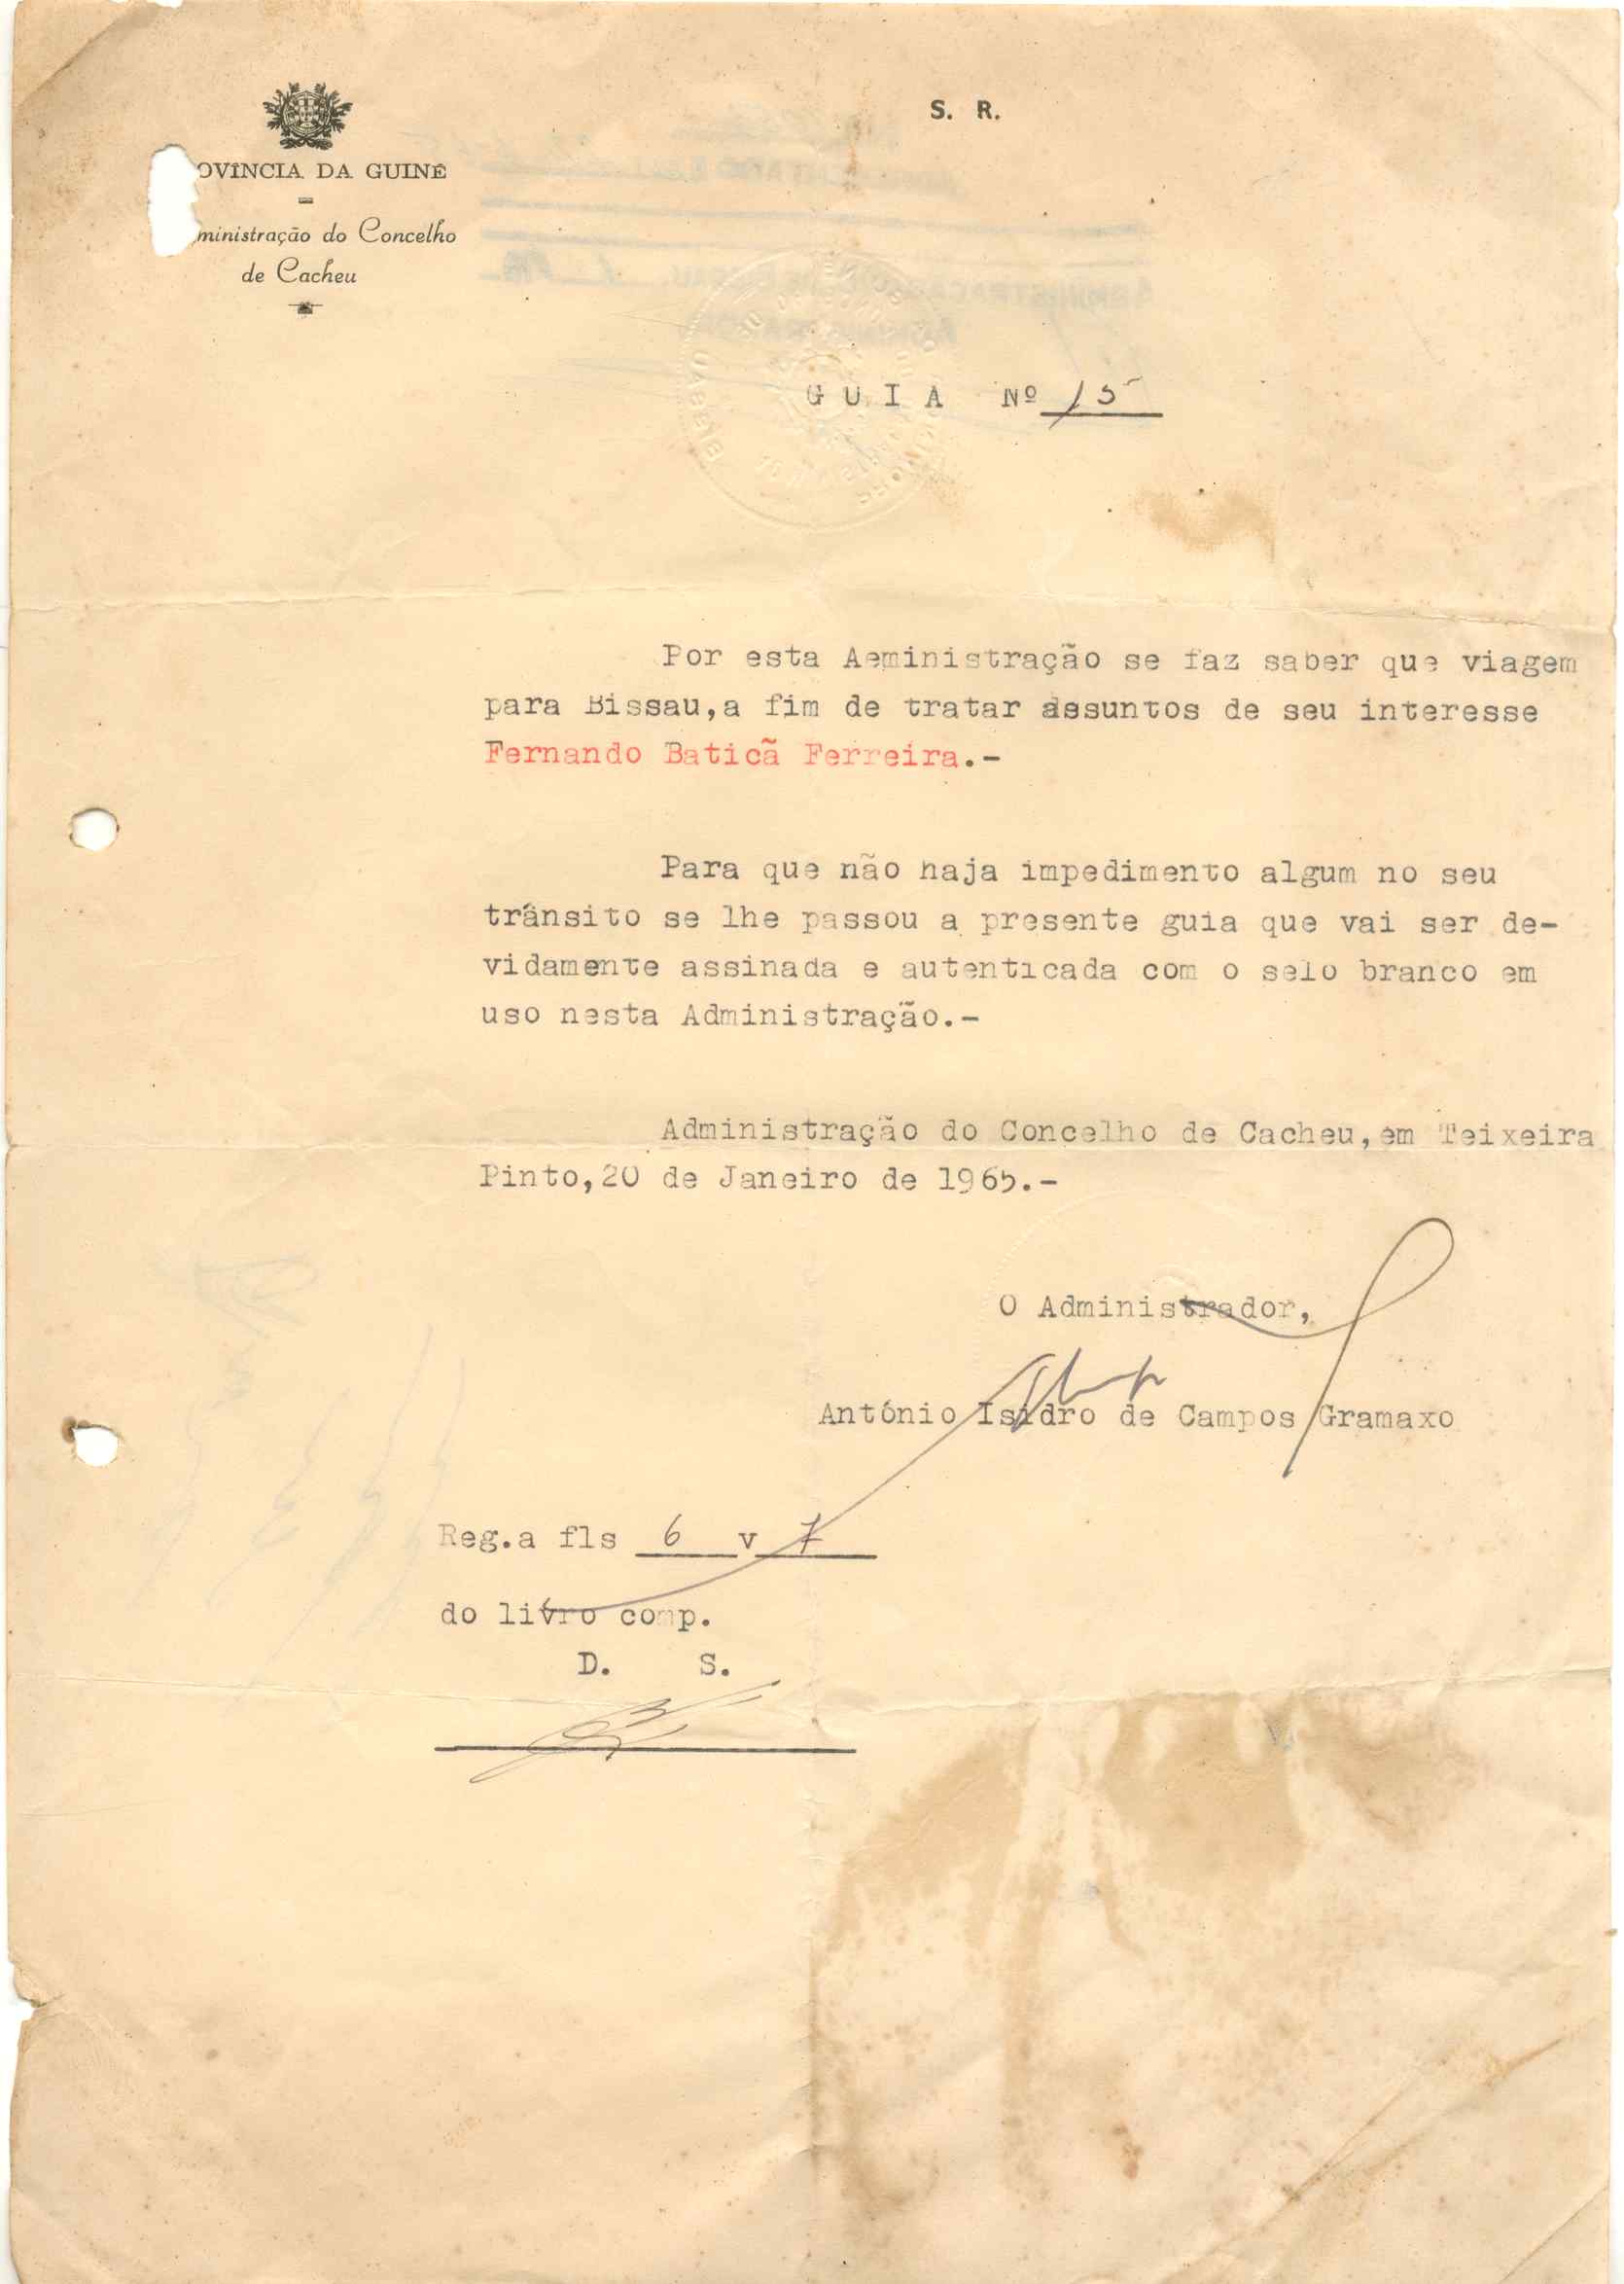 S. R.
OVÍNCIA DA GUINÉ
ministração do Concelho
de Cacheu
GUIA Nº 15
Por esta Aeministração se faz saber que viagem
para Bissau,a fim de tratar assuntos de seu interesse
Fernando Baticã Ferreira.-
Para que não haja impedimento algum no seu
trânsito se lhe passou a presente guia que vai ser de-
vidamente assinada e autenticada com o selo branco em
uso nesta Administração.-
Administração do Concelho de Cacheu,em Teixeira
Pinto,20 de Janeiro de 1965.-
O Administrador,
António Isidro de Campos Gramaxo
Reg.a fls 6 v 7
do livro comp.
D. S.
BISSAU